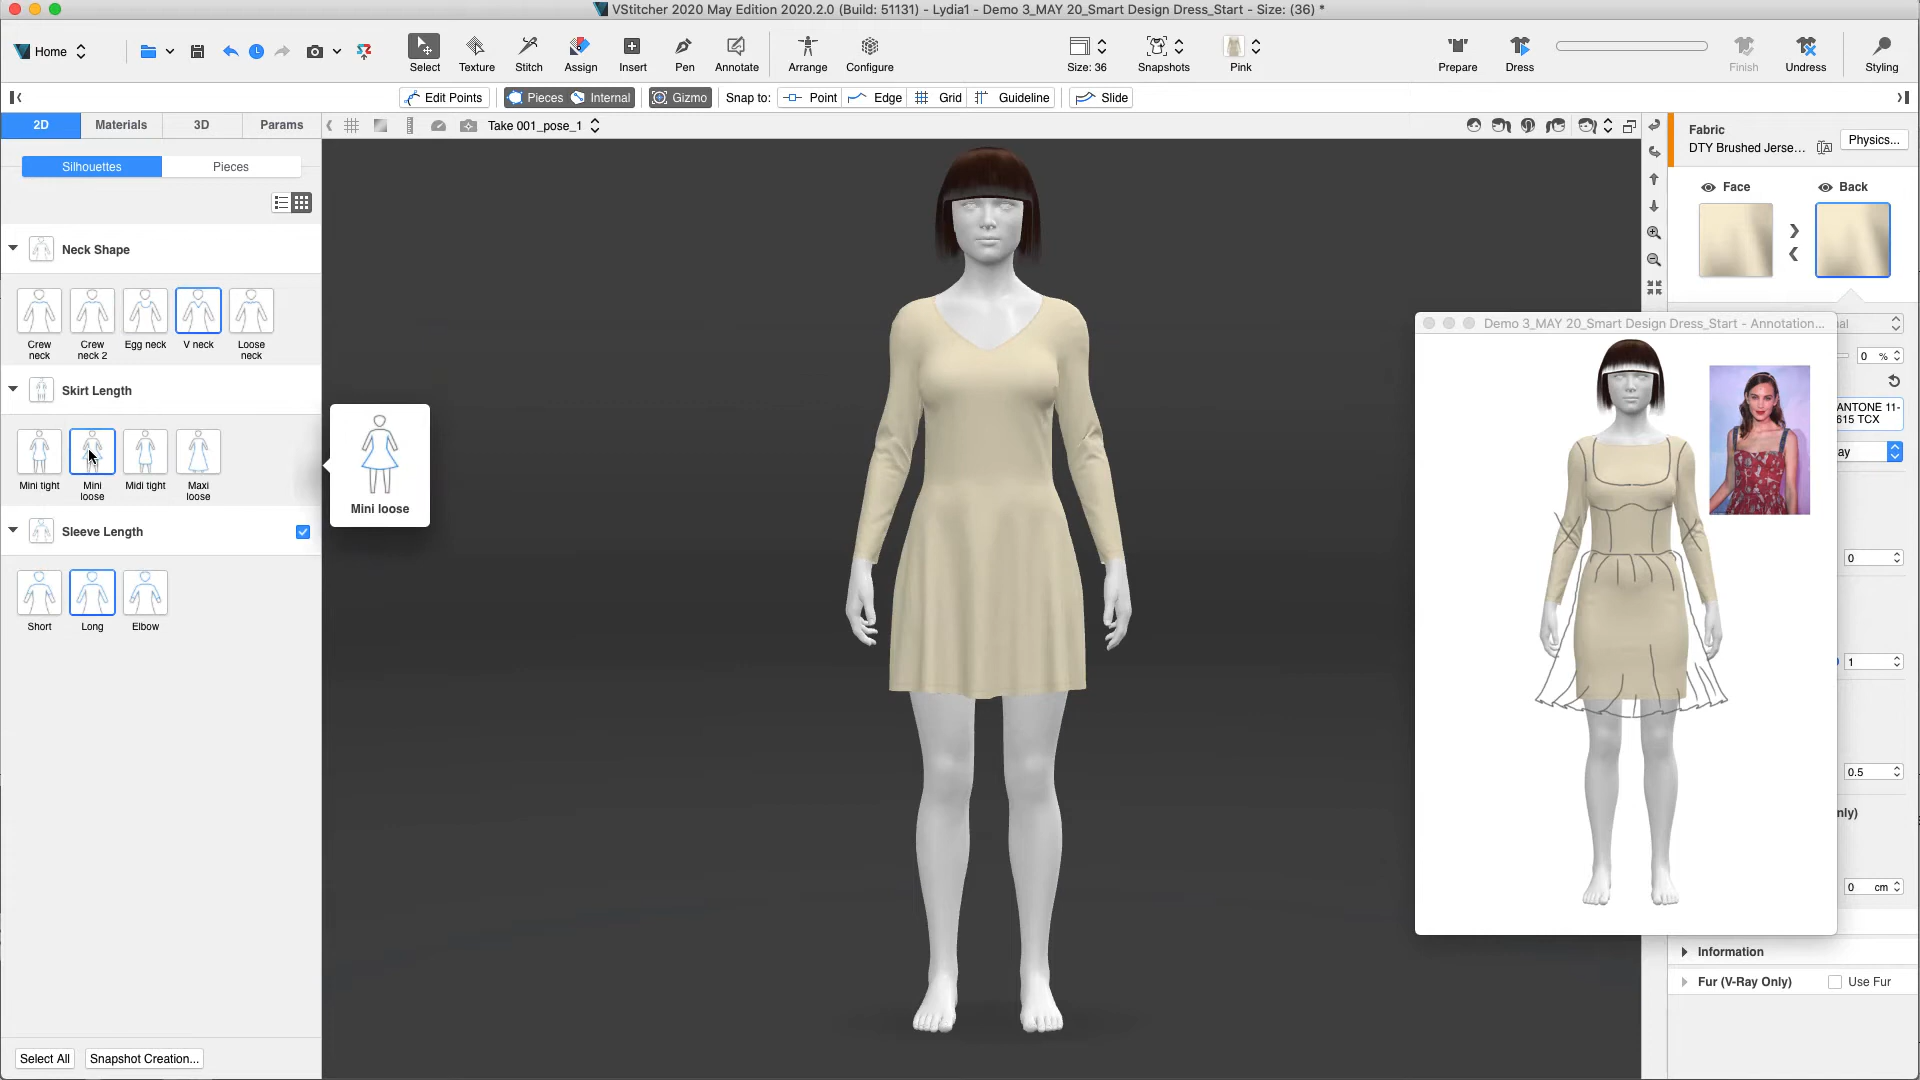 VStitcher 2020 May Edition 2020.2.0 (Build: 51131) - Lydia1 - Demo 3_MAY 20_Smart Design Dress_Start - Size: (36) *
Home
Select
Texture
Stitch
Assign
Insert
Pen
Annotate
Arrange
Configure
Size: 36
Snapshots
Pink
Prepare
Dress
Finish
Undress
Styling
Edit Points
Pieces
Internal
Gizmo
Snap to:
Point
Edge
Grid
Guideline
Slide
2D
Materials
3D
Params
Take 001_pose_1
Silhouettes
Pieces
Neck Shape
Crew neck
Crew neck 2
Egg neck
V neck
Loose neck
Skirt Length
Mini tight
Mini loose
Midi tight
Maxi loose
Mini loose
Sleeve Length
Short
Long
Elbow
Select All
Snapshot Creation...
Fabric
DTY Brushed Jerse...
Physics...
Face
Back
Demo 3_MAY 20_Smart Design Dress_Start - Annotation...
al
0 %
ANTONE 11-
615 TCX
ay
0
1
0.5
nly)
0 cm
Information
Fur (V-Ray Only)
Use Fur